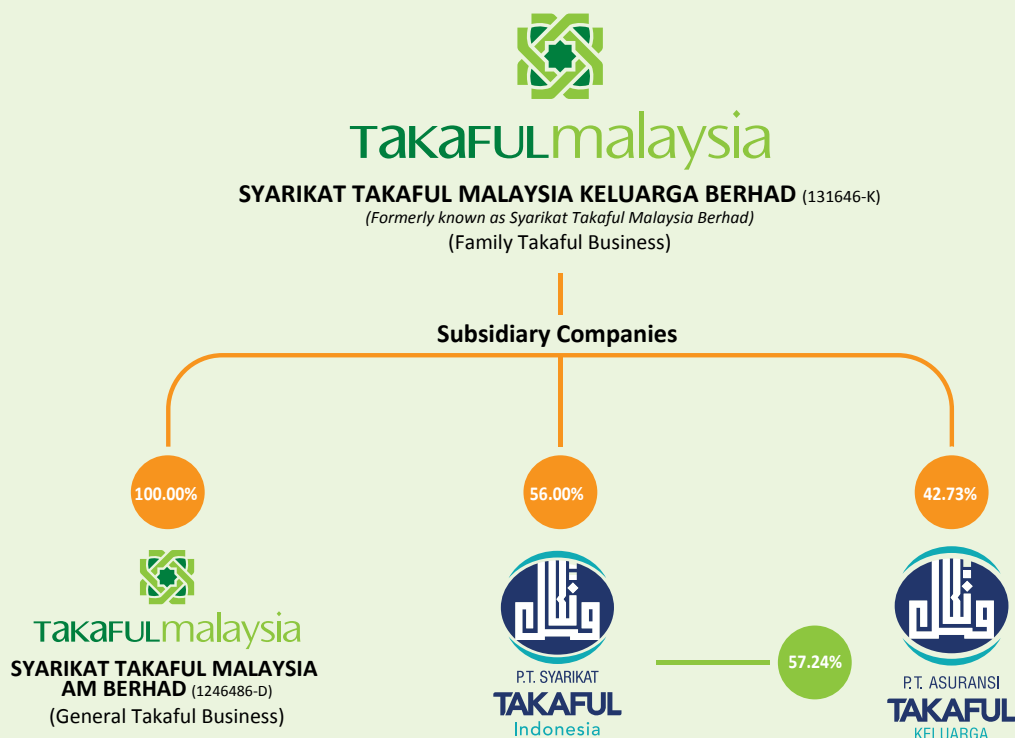 TAKAFULmalaysia
SYARIKAT TAKAFUL MALAYSIA KELUARGA BERHAD (131646-K)
(Formerly known as Syarikat Takaful Malaysia Berhad)
(Family Takaful Business)
Subsidiary Companies
100.00%
56.00%
42.73%
TAKAFULmalaysia
SYARIKAT TAKAFUL MALAYSIA
AM BERHAD (1246486-D)
(General Takaful Business)
P.T. SYARIKAT
TAKAFUL
Indonesia
57.24%
P.T. ASURANSI
TAKAFUL
KELUARGA